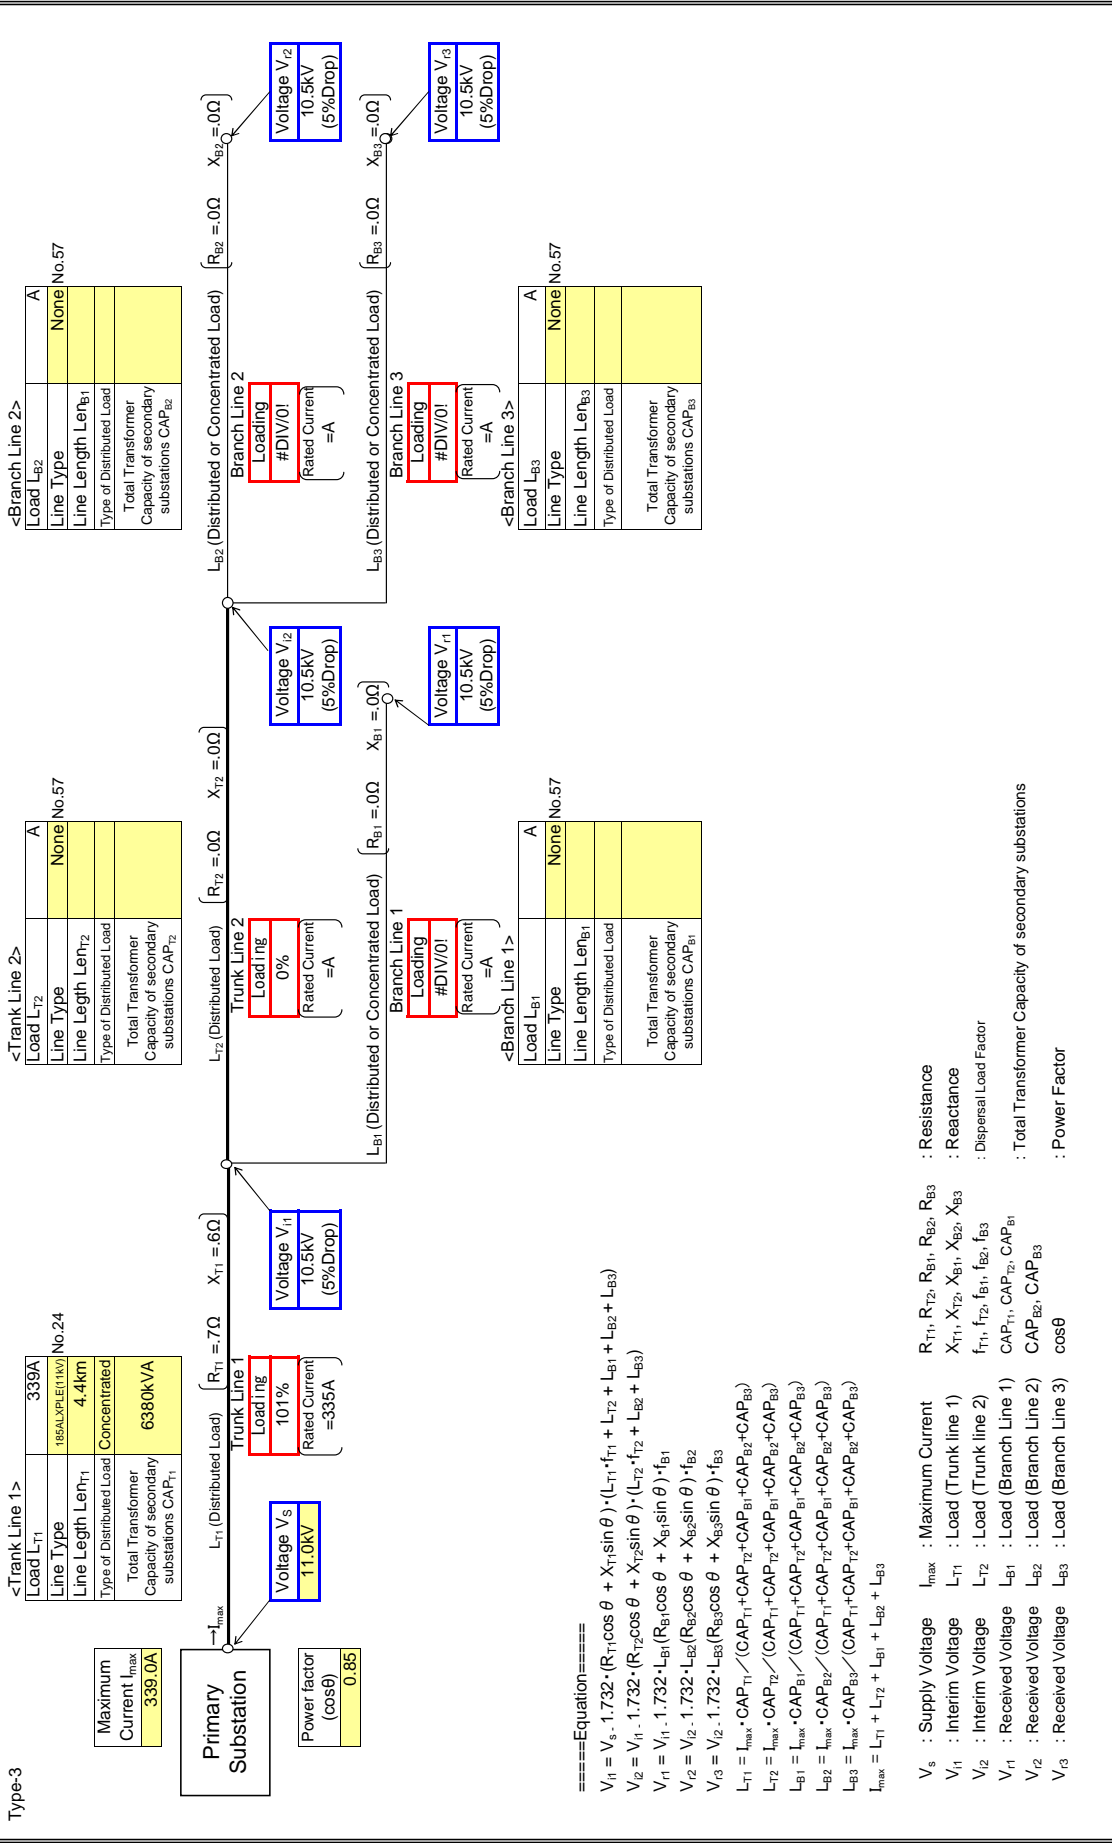 Type-3
Maximum
Current Imax
339.0A
Primary
Substation
Power factor
(cosθ)
0.85
→Imax
Voltage VS
11.0kV
<Trank Line 1>
Load LT1 339A
Line Type 185ALXPLE(11kV) No.24
Line Legth LenT1 4.4km
Type of Distributed Load Concentrated
Total Transformer
Capacity of secondary
substations CAPT1
6380kVA
LT1 (Distributed Load)
RT1 =.7Ω XT1 =.6Ω
Trunk Line 1
Loading
101%
Rated Current
=335A
Voltage Vi1
10.5kV
(5%Drop)
<Trank Line 2>
Load LT2 A
Line Type None No.57
Line Length LenT2
Type of Distributed Load
Total Transformer
Capacity of secondary
substations CAPT2
LT2 (Distributed Load)
RT2 =.0Ω XT2 =.0Ω
Trunk Line 2
Loading
0%
Rated Current
=A
Voltage Vi2
10.5kV
(5%Drop)
LB1 (Distributed or Concentrated Load)
RB1 =.0Ω XB1 =.0Ω
Branch Line 1
Loading
#DIV/0!
Rated Current
=A
Voltage Vr1
10.5kV
(5%Drop)
<Branch Line 1>
Load LB1 A
Line Type None No.57
Line Length LenB1
Type of Distributed Load
Total Transformer
Capacity of secondary
substations CAPB1
<Branch Line 2>
Load LB2 A
Line Type None No.57
Line Length LenB1
Type of Distributed Load
Total Transformer
Capacity of secondary
substations CAPB2
LB2 (Distributed or Concentrated Load)
RB2 =.0Ω XB2 =.0Ω
Branch Line 2
Loading
#DIV/0!
Rated Current
=A
Voltage Vr2
10.5kV
(5%Drop)
LB3 (Distributed or Concentrated Load)
RB3 =.0Ω XB3 =.0Ω
Branch Line 3
Loading
#DIV/0!
Rated Current
=A
Voltage Vr3
10.5kV
(5%Drop)
<Branch Line 3>
Load LB3 A
Line Type None No.57
Line Length LenB3
Type of Distributed Load
Total Transformer
Capacity of secondary
substations CAPB3
=====Equation=====
Vi1 = Vs - 1.732・(RT1cos θ + XT1sin θ)・(LT1・fT1 + LT2 + LB1 + LB2 + LB3)
Vi2 = Vi1 - 1.732・(RT2cos θ + XT2sin θ)・(LT2・fT2 + LB2 + LB3)
Vr1 = Vi1 - 1.732・LB1(RB1cos θ + XB1sin θ)・fB1
Vr2 = Vi2 - 1.732・LB2(RB2cos θ + XB2sin θ)・fB2
Vr3 = Vi2 - 1.732・LB3(RB3cos θ + XB3sin θ)・fB3
LT1 = Imax・CAPT1／(CAPT1+CAPT2+CAPB1+CAPB2+CAPB3)
LT2 = Imax・CAPT2／(CAPT1+CAPT2+CAPB1+CAPB2+CAPB3)
LB1 = Imax・CAPB1／(CAPT1+CAPT2+CAPB1+CAPB2+CAPB3)
LB2 = Imax・CAPB2／(CAPT1+CAPT2+CAPB1+CAPB2+CAPB3)
LB3 = Imax・CAPB3／(CAPT1+CAPT2+CAPB1+CAPB2+CAPB3)
Imax = LT1 + LT2 + LB1 + LB2 + LB3
Vs : Supply Voltage Imax : Maximum Current RT1, RT2, RB1, RB2, RB3 : Resistance
Vi1 : Interim Voltage LT1 : Load (Trunk line 1) XT1, XT2, XB1, XB2, XB3 : Reactance
Vi2 : Interim Voltage LT2 : Load (Trunk line 2) fT1, fT2, fB1, fB2, fB3 : Dispersal Load Factor
Vr1 : Received Voltage LB1 : Load (Branch Line 1) CAPT1, CAPT2, CAPB1 : Total Transformer Capacity of secondary substations
Vr2 : Received Voltage LB2 : Load (Branch Line 2) CAPB2, CAPB3
Vr3 : Received Voltage LB3 : Load (Branch Line 3) cosθ : Power Factor